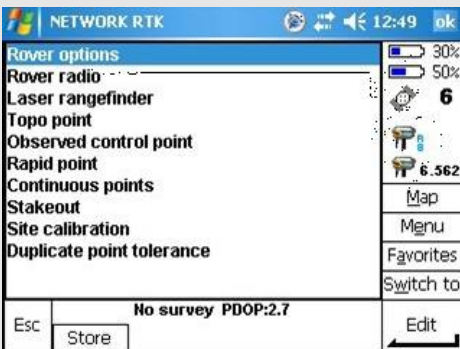 NETWORK RTK
12:49 ok
Rover options
Rover radio
Laser rangefinder
Topo point
Observed control point
Rapid point
Continuous points
Stakeout
Site calibration
Duplicate point tolerance
30%
50%
6
6.562
Map
Menu
Favorites
Switch to
No survey PDOP:2.7
Esc
Store
Edit